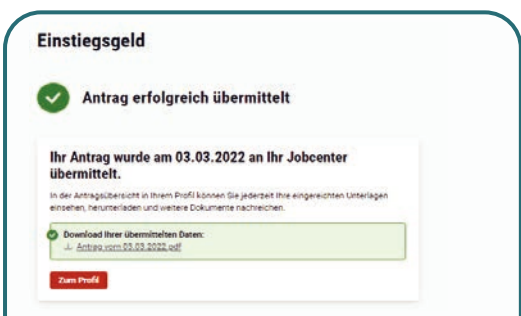 Einstiegsgeld
Antrag erfolgreich übermittelt
Ihr Antrag wurde am 03.03.2022 an Ihr Jobcenter
übermittelt.
In der Antragsübersicht in Ihrem Profil können Sie jederzeit Ihre eingereichten Unterlagen
einsehen, herunterladen und weitere Dokumente nachreichen.
Download Ihrer übermittelten Daten:
Antrag vom 03.03.2022.pdf
Zum Profil